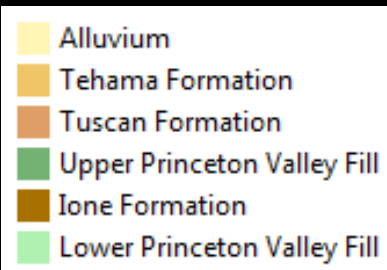 Alluvium
Tehama Formation
Tuscan Formation
Upper Princeton Valley Fill
Ione Formation
Lower Princeton Valley Fill